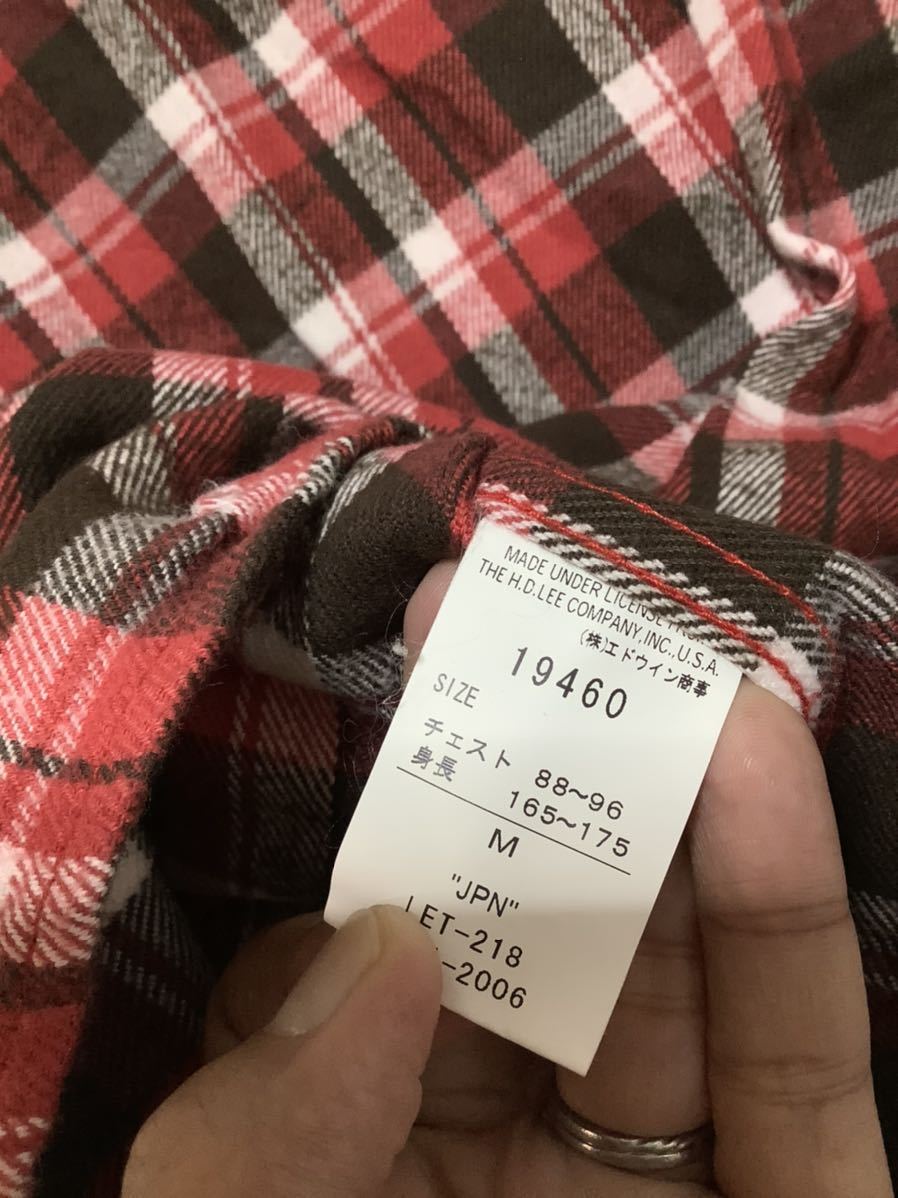 MADE UNDER LICENSE
THE H.D.LEE COMPANY,INC.,U.S.A.
(株)エドウイン商事
19460
SIZE
チェスト 88~96
身長 165~175
M
"JPN"
LET-218
-2006